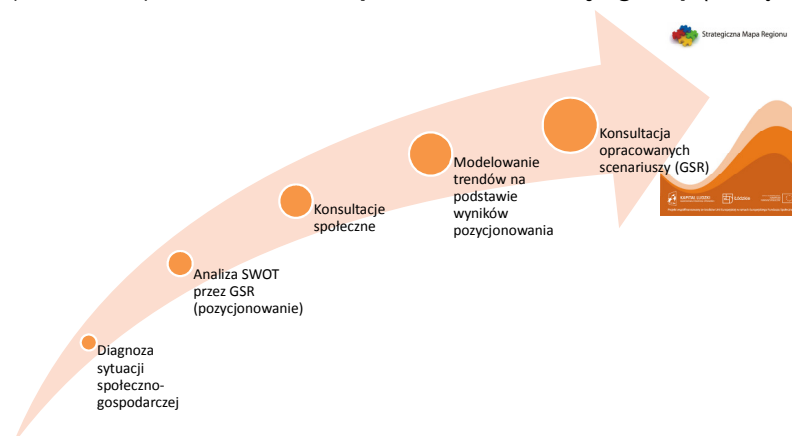 Strategiczna Mapa Regionu
Konsultacja
opracowanych
scenariuszy (GSR)
Modelowanie
trendów na
podstawie
wyników
pozycjonowania
Konsultacje
społeczne
Analiza SWOT
przez GSR
(pozycjonowanie)
Diagnoza
sytuacji
społeczno-
gospodarczej
KAPITAŁ LUDZKI
łódzkie